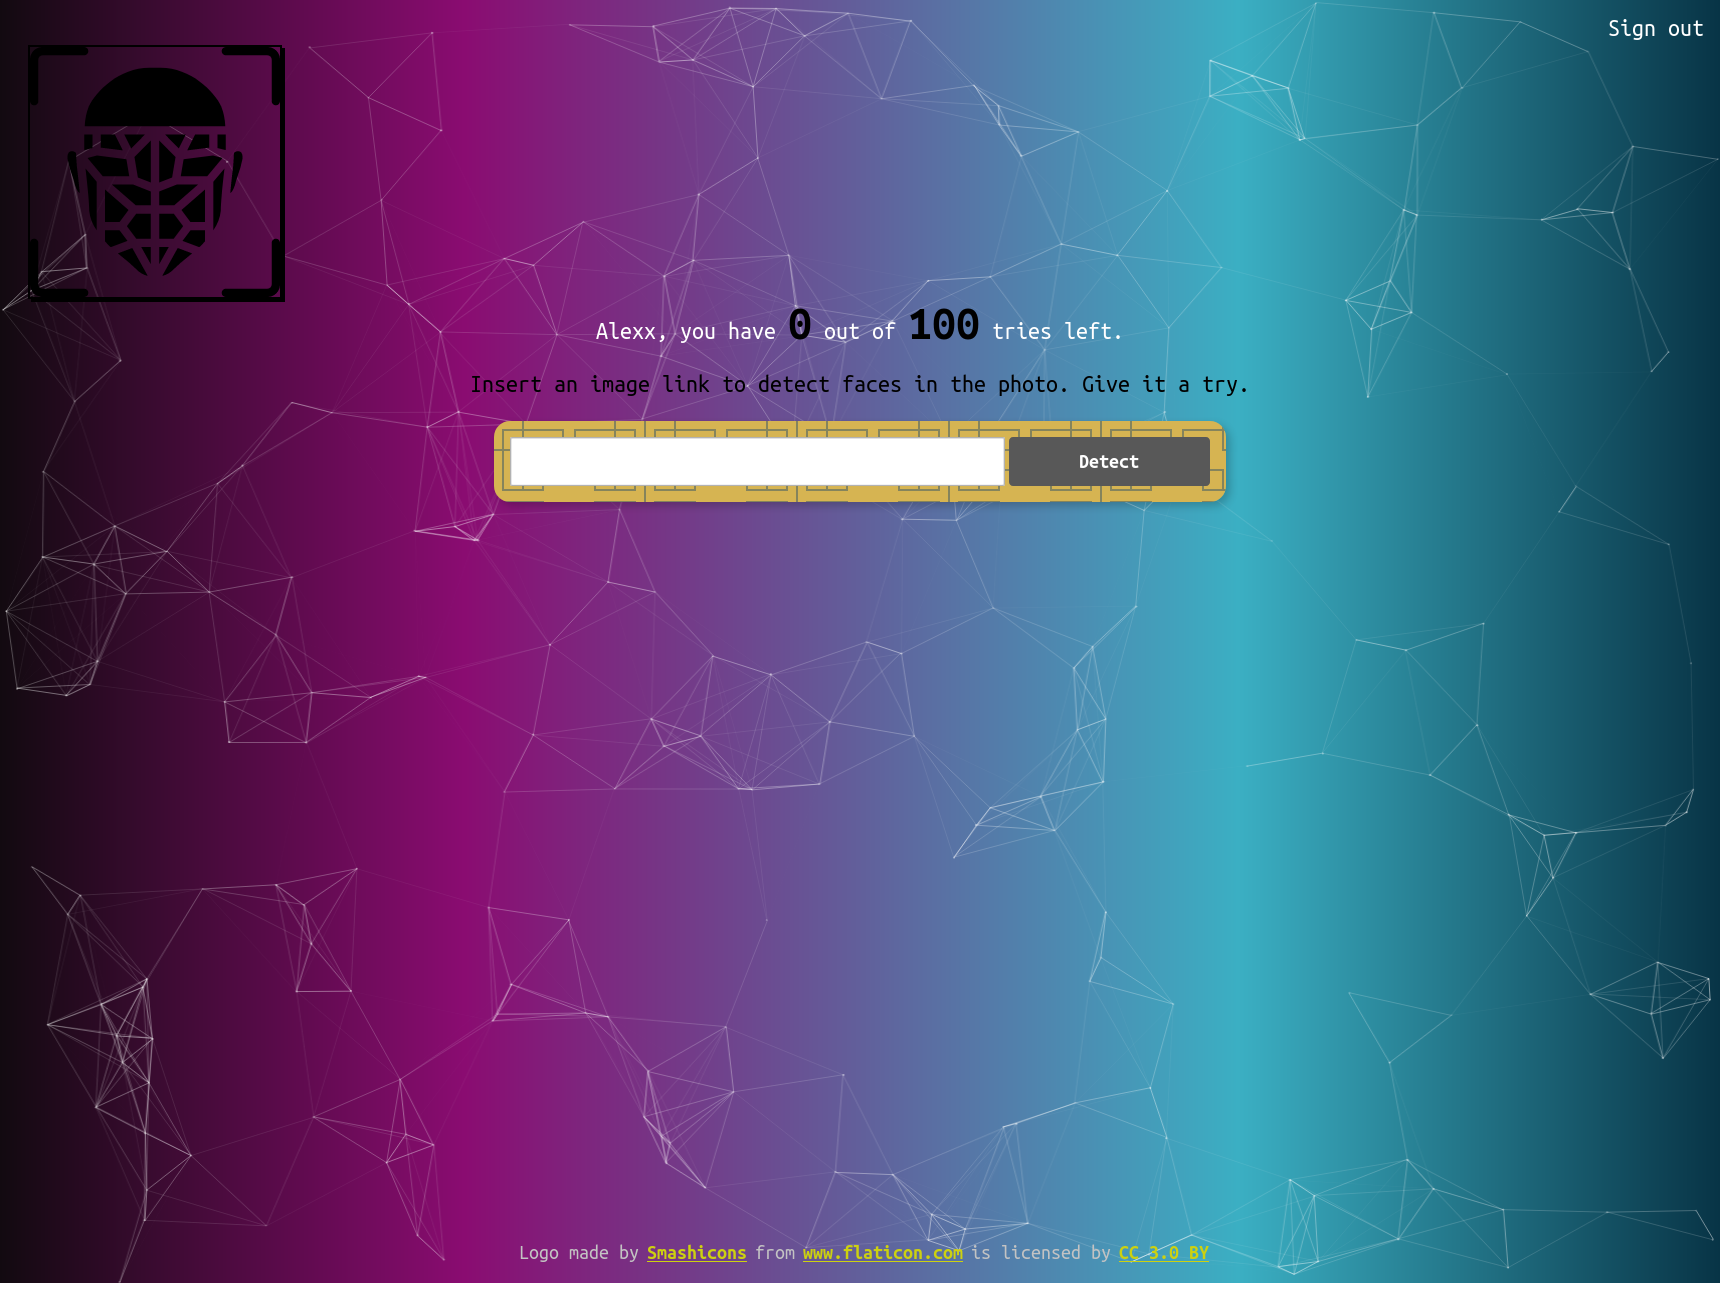 Sign out
Alexx, you have 0 out of 100 tries left.
Insert an image link to detect faces in the photo. Give it a try.
Detect
Logo made by Smashicons from www.flaticon.com is licensed by CC 3.0 BY